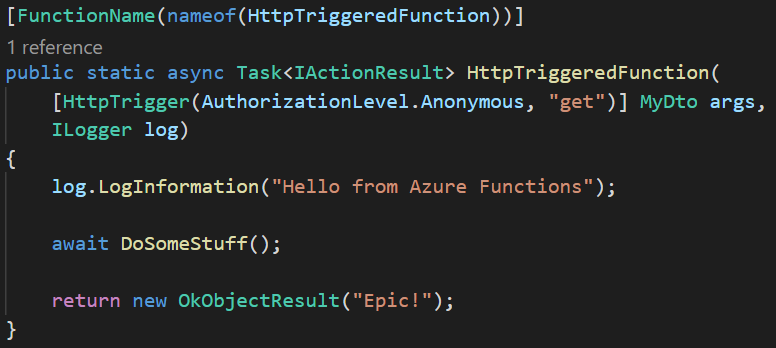 [FunctionName(nameof(HttpTriggeredFunction))]
1 reference
public static async Task<IActionResult> HttpTriggeredFunction(
[HttpTrigger(AuthorizationLevel.Anonymous, "get")] MyDto args,
ILogger log)
{
log.LogInformation("Hello from Azure Functions");
await DoSomeStuff();
return new OkObjectResult("Epic!");
}